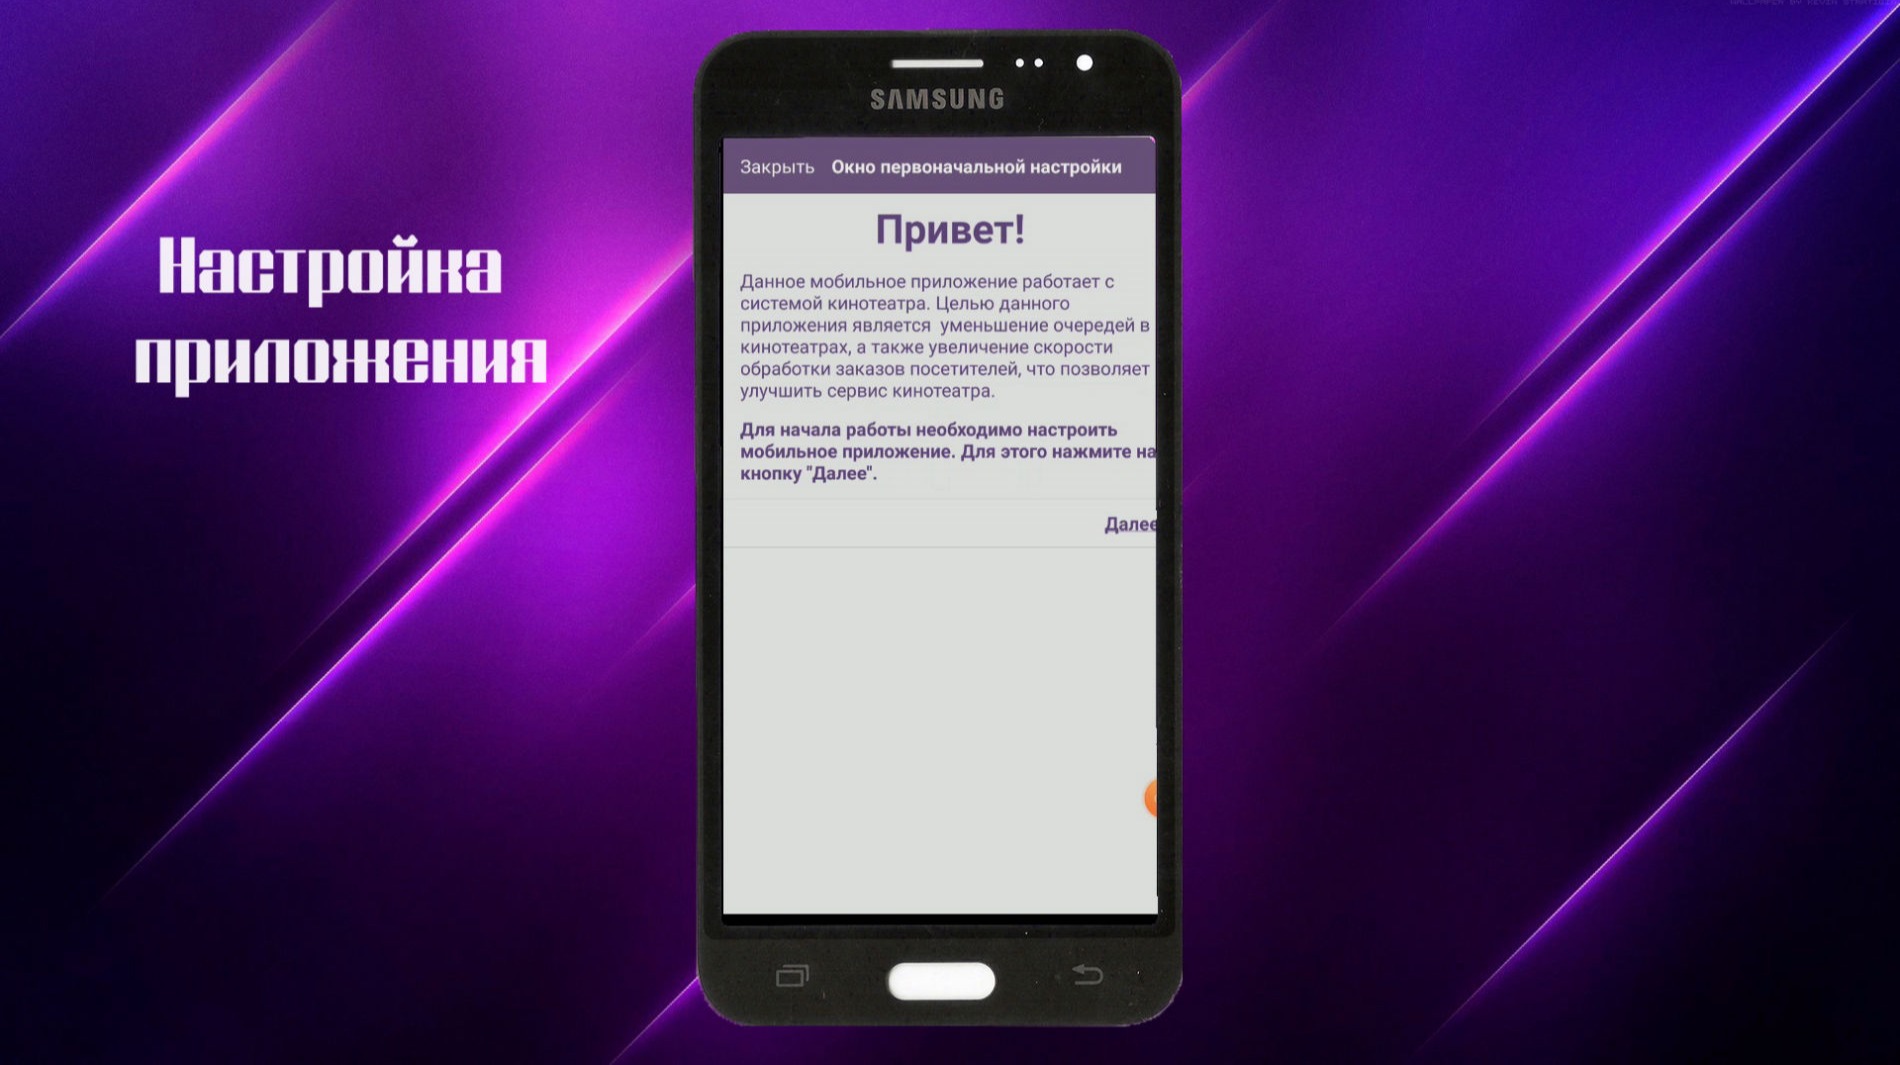 Настройка
приложения
SAMSUNG
Закрыть Окно первоначальной настройки
Привет!
Данное мобильное приложение работает с
системой кинотеатра. Целью данного
приложения является уменьшение очередей в
кинотеатрах, а также увеличение скорости
обработки заказов посетителей, что позволяет
улучшить сервис кинотеатра.
Для начала работы необходимо настроить
мобильное приложение. Для этого нажмите на
кнопку "Далее".
Далее